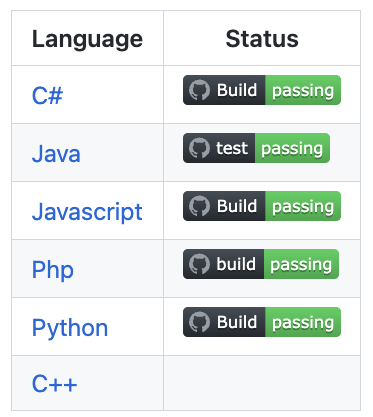 Language Status
C# Build passing
Java test passing
Javascript Build passing
Php build passing
Python Build passing
C++